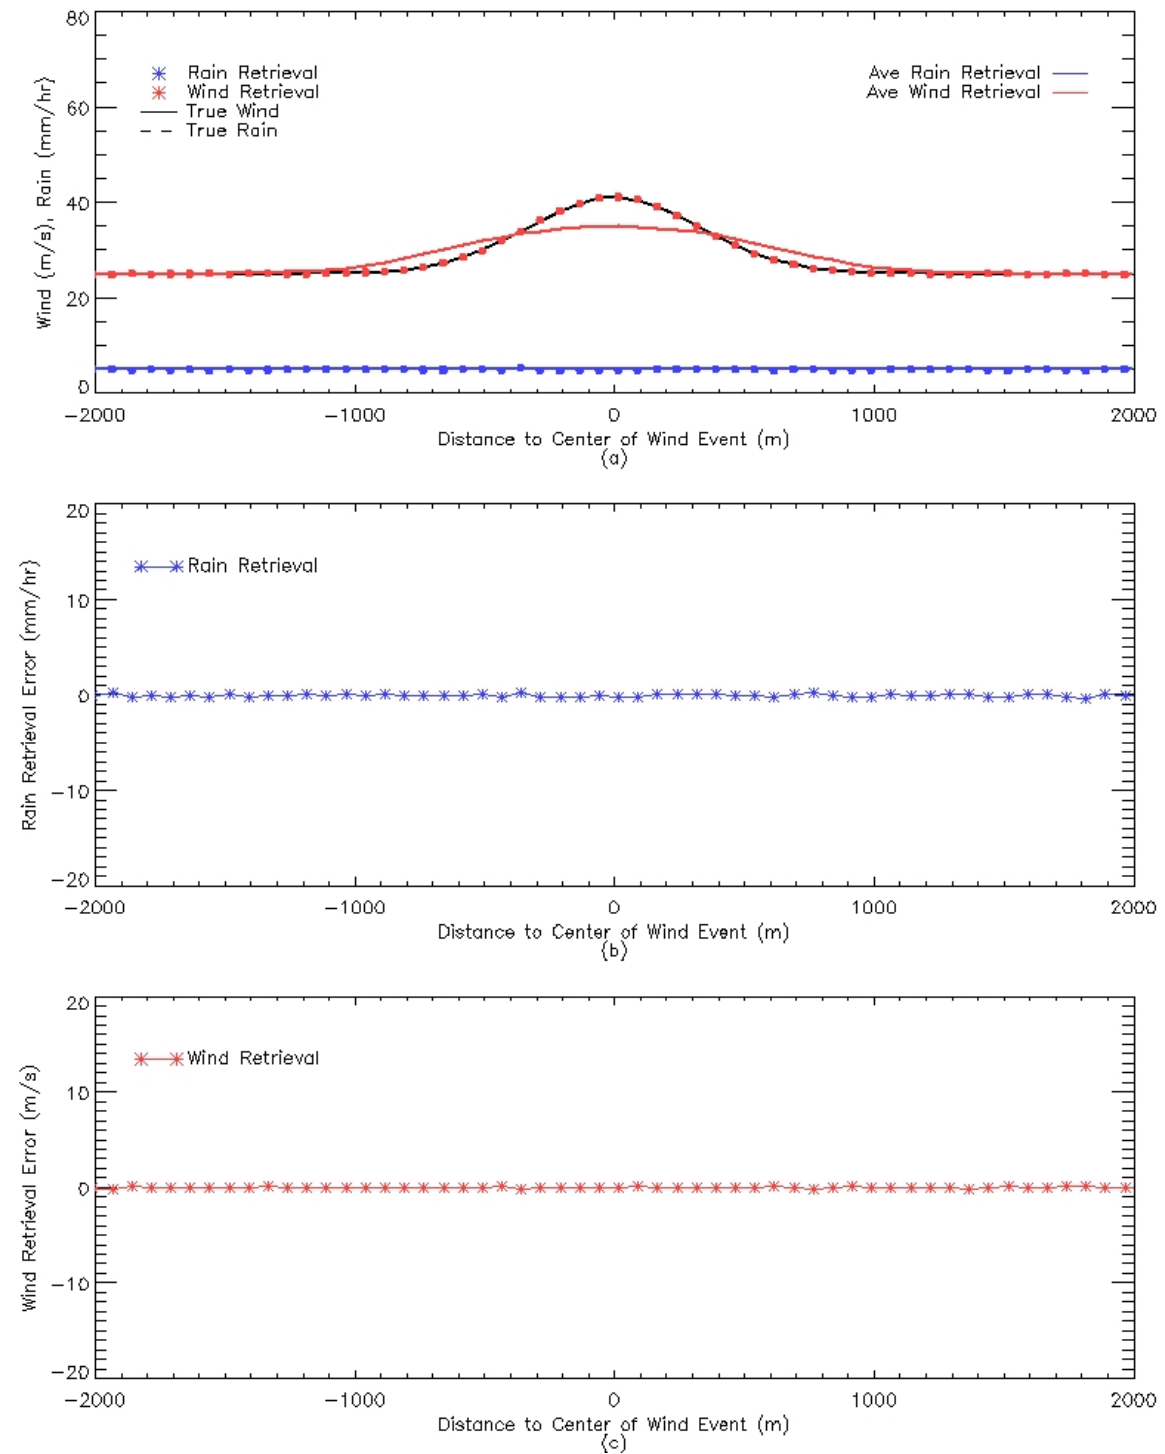 80
60
40
20
0
Wind (m/s), Rain (mm/hr)
Rain Retrieval
Wind Retrieval
True Wind
True Rain
Ave Rain Retrieval
Ave Wind Retrieval
-2000 -1000 0 1000 2000
Distance to Center of Wind Event (m)
(a)
20
10
0
-10
-20
Rain Retrieval Error (mm/hr)
Rain Retrieval
-2000 -1000 0 1000 2000
Distance to Center of Wind Event (m)
(b)
20
10
0
-10
-20
Wind Retrieval Error (m/s)
Wind Retrieval
-2000 -1000 0 1000 2000
Distance to Center of Wind Event (m)
(c)